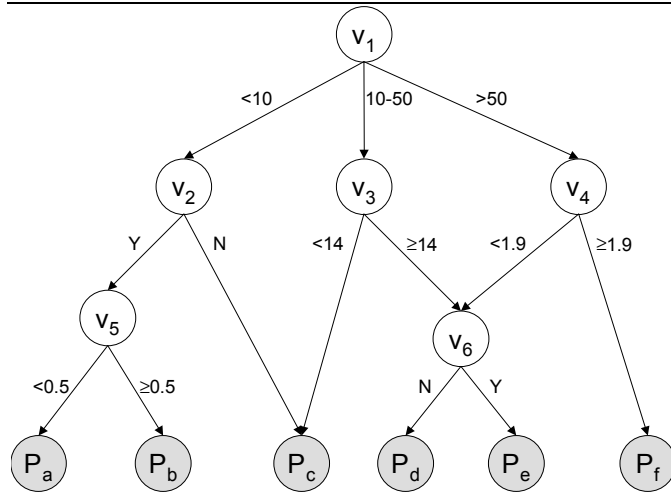 v1
<10 10-50 >50
v2 v3 v4
Y N <14 ≥14 <1.9 ≥1.9
v5 v6
<0.5 ≥0.5 N Y
Pa Pb Pc Pd Pe Pf